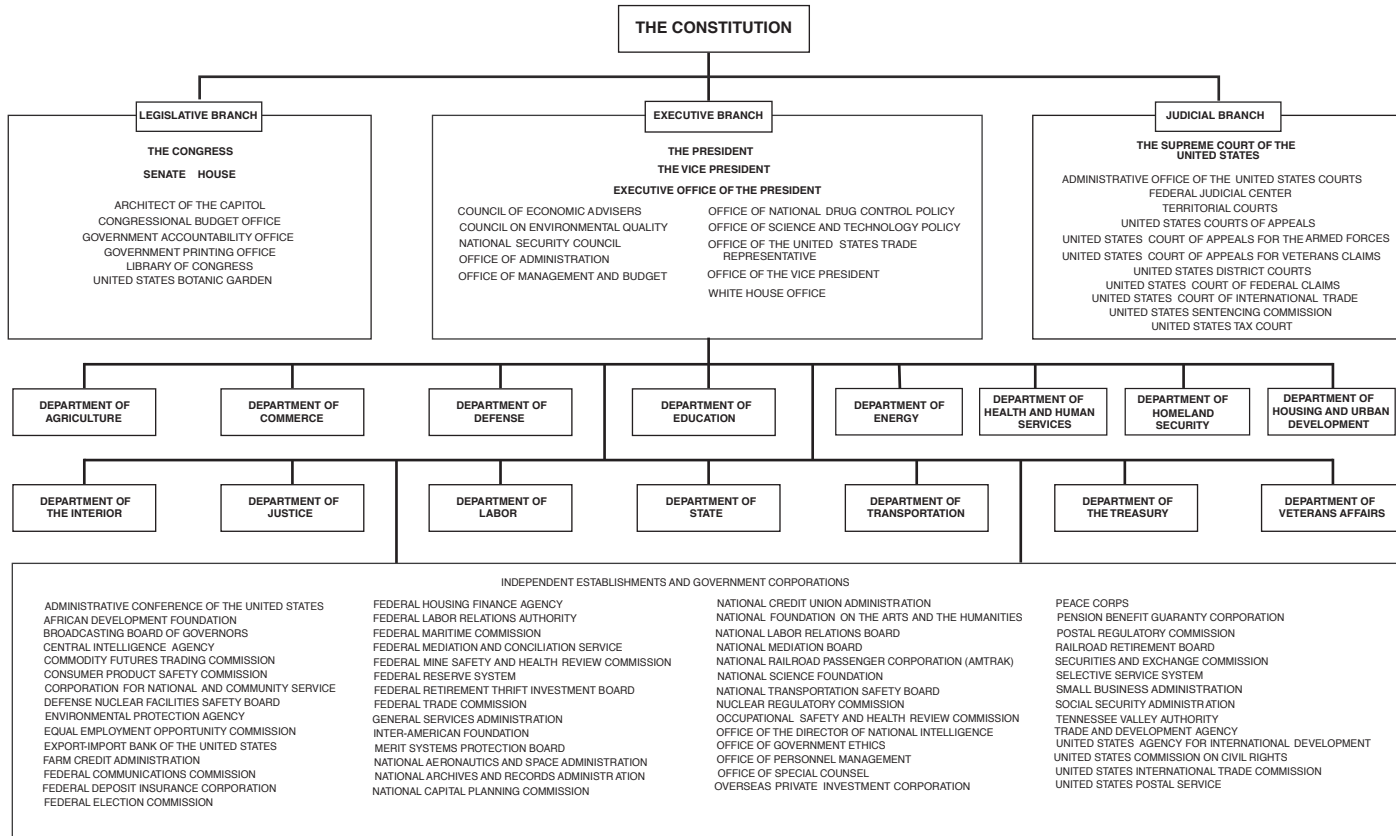 THE CONSTITUTION
LEGISLATIVE BRANCH
THE CONGRESS
SENATE HOUSE
ARCHITECT OF THE CAPITOL
CONGRESSIONAL BUDGET OFFICE
GOVERNMENT ACCOUNTABILITY OFFICE
GOVERNMENT PRINTING OFFICE
LIBRARY OF CONGRESS
UNITED STATES BOTANIC GARDEN
EXECUTIVE BRANCH
THE PRESIDENT
THE VICE PRESIDENT
EXECUTIVE OFFICE OF THE PRESIDENT
COUNCIL OF ECONOMIC ADVISERS
COUNCIL ON ENVIRONMENTAL QUALITY
NATIONAL SECURITY COUNCIL
OFFICE OF ADMINISTRATION
OFFICE OF MANAGEMENT AND BUDGET
OFFICE OF NATIONAL DRUG CONTROL POLICY
OFFICE OF SCIENCE AND TECHNOLOGY POLICY
OFFICE OF THE UNITED STATES TRADE
REPRESENTATIVE
OFFICE OF THE VICE PRESIDENT
WHITE HOUSE OFFICE
JUDICIAL BRANCH
THE SUPREME COURT OF THE
UNITED STATES
ADMINISTRATIVE OFFICE OF THE UNITED STATES COURTS
FEDERAL JUDICIAL CENTER
TERRITORIAL COURTS
UNITED STATES COURTS OF APPEALS
UNITED STATES COURT OF APPEALS FOR THE ARMED FORCES
UNITED STATES COURT OF APPEALS FOR VETERANS CLAIMS
UNITED STATES DISTRICT COURTS
UNITED STATES COURT OF FEDERAL CLAIMS
UNITED STATES COURT OF INTERNATIONAL TRADE
UNITED STATES SENTENCING COMMISSION
UNITED STATES TAX COURT
DEPARTMENT OF
AGRICULTURE
DEPARTMENT OF
COMMERCE
DEPARTMENT OF
DEFENSE
DEPARTMENT OF
EDUCATION
DEPARTMENT OF
ENERGY
DEPARTMENT OF
HEALTH AND HUMAN
SERVICES
DEPARTMENT OF
HOMELAND
SECURITY
DEPARTMENT OF
HOUSING AND URBAN
DEVELOPMENT
DEPARTMENT OF
THE INTERIOR
DEPARTMENT OF
JUSTICE
DEPARTMENT OF
LABOR
DEPARTMENT OF
STATE
DEPARTMENT OF
TRANSPORTATION
DEPARTMENT OF
THE TREASURY
DEPARTMENT OF
VETERANS AFFAIRS
INDEPENDENT ESTABLISHMENTS AND GOVERNMENT CORPORATIONS
ADMINISTRATIVE CONFERENCE OF THE UNITED STATES
AFRICAN DEVELOPMENT FOUNDATION
BROADCASTING BOARD OF GOVERNORS
CENTRAL INTELLIGENCE AGENCY
COMMODITY FUTURES TRADING COMMISSION
CONSUMER PRODUCT SAFETY COMMISSION
CORPORATION FOR NATIONAL AND COMMUNITY SERVICE
DEFENSE NUCLEAR FACILITIES SAFETY BOARD
ENVIRONMENTAL PROTECTION AGENCY
EQUAL EMPLOYMENT OPPORTUNITY COMMISSION
EXPORT-IMPORT BANK OF THE UNITED STATES
FARM CREDIT ADMINISTRATION
FEDERAL COMMUNICATIONS COMMISSION
FEDERAL DEPOSIT INSURANCE CORPORATION
FEDERAL ELECTION COMMISSION
FEDERAL HOUSING FINANCE AGENCY
FEDERAL LABOR RELATIONS AUTHORITY
FEDERAL MARITIME COMMISSION
FEDERAL MEDIATION AND CONCILIATION SERVICE
FEDERAL MINE SAFETY AND HEALTH REVIEW COMMISSION
FEDERAL RESERVE SYSTEM
FEDERAL RETIREMENT THRIFT INVESTMENT BOARD
FEDERAL TRADE COMMISSION
GENERAL SERVICES ADMINISTRATION
INTER-AMERICAN FOUNDATION
MERIT SYSTEMS PROTECTION BOARD
NATIONAL AERONAUTICS AND SPACE ADMINISTRATION
NATIONAL ARCHIVES AND RECORDS ADMINISTRATION
NATIONAL CAPITAL PLANNING COMMISSION
NATIONAL CREDIT UNION ADMINISTRATION
NATIONAL FOUNDATION ON THE ARTS AND THE HUMANITIES
NATIONAL LABOR RELATIONS BOARD
NATIONAL MEDIATION BOARD
NATIONAL RAILROAD PASSENGER CORPORATION (AMTRAK)
NATIONAL SCIENCE FOUNDATION
NATIONAL TRANSPORTATION SAFETY BOARD
NUCLEAR REGULATORY COMMISSION
OCCUPATIONAL SAFETY AND HEALTH REVIEW COMMISSION
OFFICE OF THE DIRECTOR OF NATIONAL INTELLIGENCE
OFFICE OF GOVERNMENT ETHICS
OFFICE OF PERSONNEL MANAGEMENT
OFFICE OF SPECIAL COUNSEL
OVERSEAS PRIVATE INVESTMENT CORPORATION
PEACE CORPS
PENSION BENEFIT GUARANTY CORPORATION
POSTAL REGULATORY COMMISSION
RAILROAD RETIREMENT BOARD
SECURITIES AND EXCHANGE COMMISSION
SELECTIVE SERVICE SYSTEM
SMALL BUSINESS ADMINISTRATION
SOCIAL SECURITY ADMINISTRATION
TENNESSEE VALLEY AUTHORITY
TRADE AND DEVELOPMENT AGENCY
UNITED STATES AGENCY FOR INTERNATIONAL DEVELOPMENT
UNITED STATES COMMISSION ON CIVIL RIGHTS
UNITED STATES INTERNATIONAL TRADE COMMISSION
UNITED STATES POSTAL SERVICE